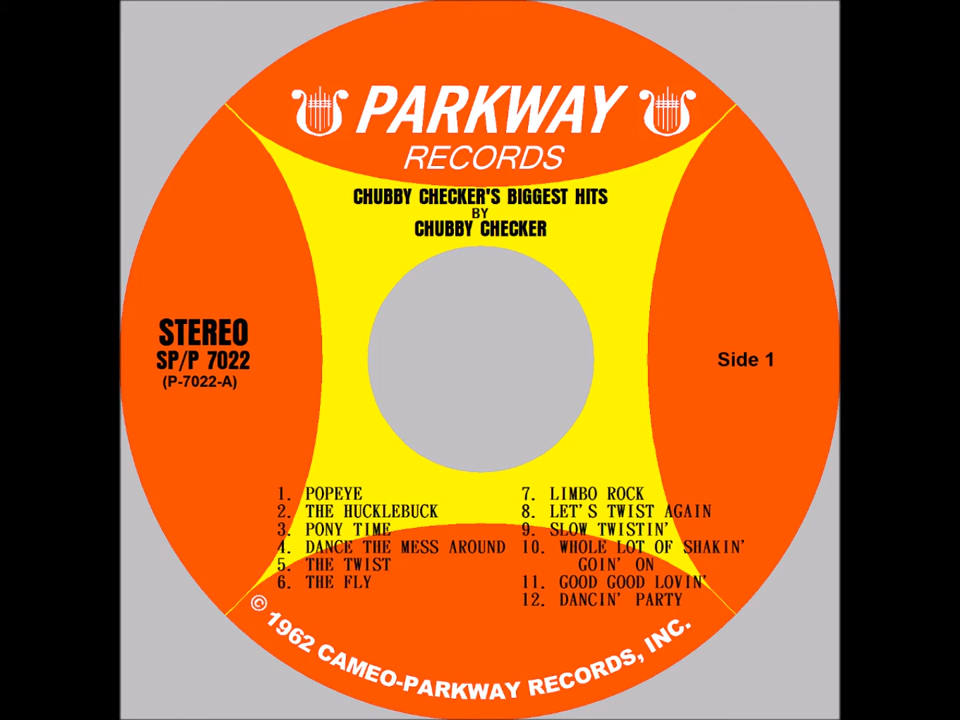 PARKWAY
RECORDS
CHUBBY CHECKER'S BIGGEST HITS
BY
CHUBBY CHECKER
STEREO
SP/P 7022
(P-7022-A)
Side 1
1. POPEYE
2. THE HUCKLEBUCK
3. PONY TIME
4. DANCE THE MESS AROUND
5. THE TWIST
6. THE FLY
7. LIMBO ROCK
8. LET'S TWIST AGAIN
9. SLOW TWISTIN'
10. WHOLE LOT OF SHAKIN'
GOIN' ON
11. GOOD GOOD LOVIN'
12. DANCIN' PARTY
© 1962 CAMEO-PARKWAY RECORDS, INC.